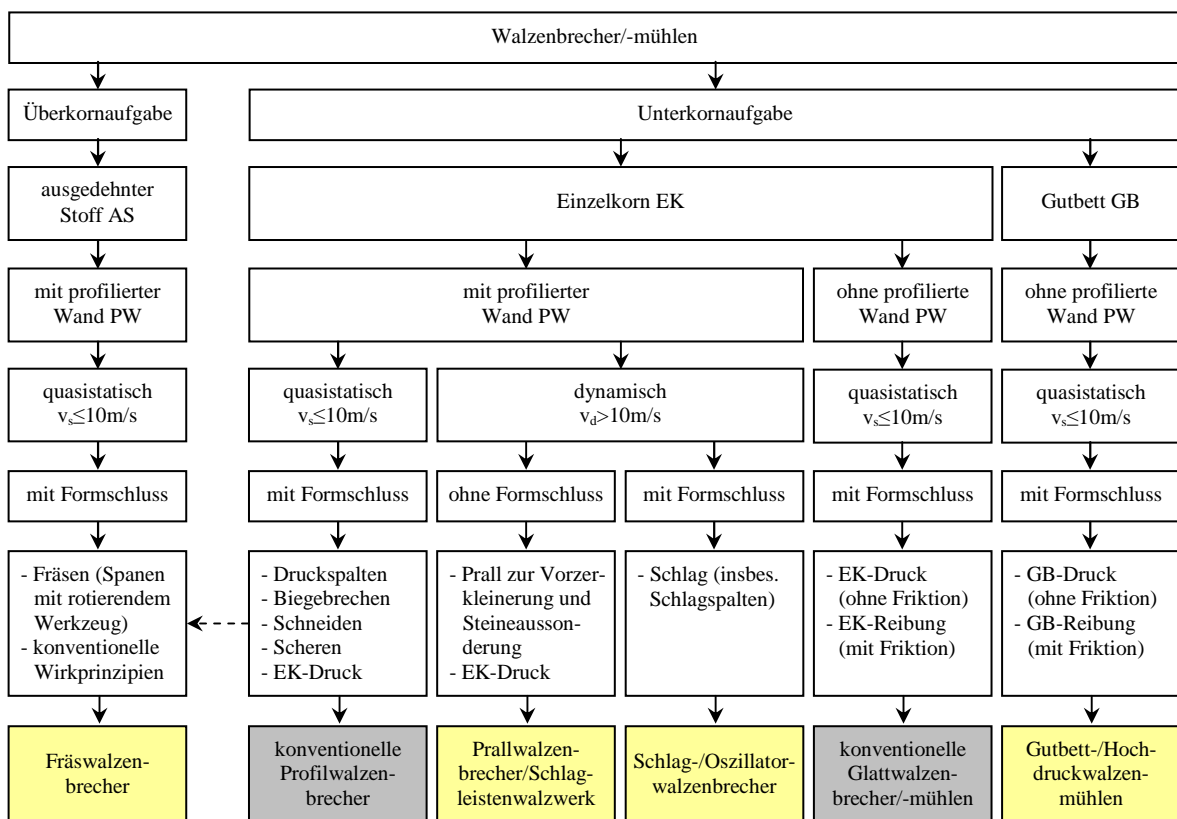 Walzenbrecher/-mühlen
Überkornaufgabe
Unterkornaufgabe
ausgedehnter
Stoff AS
Einzelkorn EK
Gutbett GB
mit profilierter
Wand PW
mit profilierter
Wand PW
ohne profilierte
Wand PW
ohne profilierte
Wand PW
quasistatisch
vs≤10m/s
quasistatisch
vs≤10m/s
dynamisch
vd>10m/s
quasistatisch
vs≤10m/s
quasistatisch
vs≤10m/s
mit Formschluss
mit Formschluss
ohne Formschluss
mit Formschluss
mit Formschluss
mit Formschluss
- Fräsen (Spanen
mit rotierendem
Werkzeug)
- konventionelle
Wirkprinzipien
- Druckspalten
- Biegebrechen
- Schneiden
- Scheren
- EK-Druck
- Prall zur Vorzer-
kleinerung und
Steineausson-
derung
- EK-Druck
- Schlag (insbes.
Schlagspalten)
- EK-Druck
(ohne Friktion)
- EK-Reibung
(mit Friktion)
- GB-Druck
(ohne Friktion)
- GB-Reibung
(mit Friktion)
Fräswalzen-
brecher
konventionelle
Profilwalzen-
brecher
Prallwalzen-
brecher/Schlag-
leistenwalzwerk
Schlag-/Oszillator-
walzenbrecher
konventionelle
Glattwalzen-
brecher/-mühlen
Gutbett-/Hoch-
druckwalzen-
mühlen